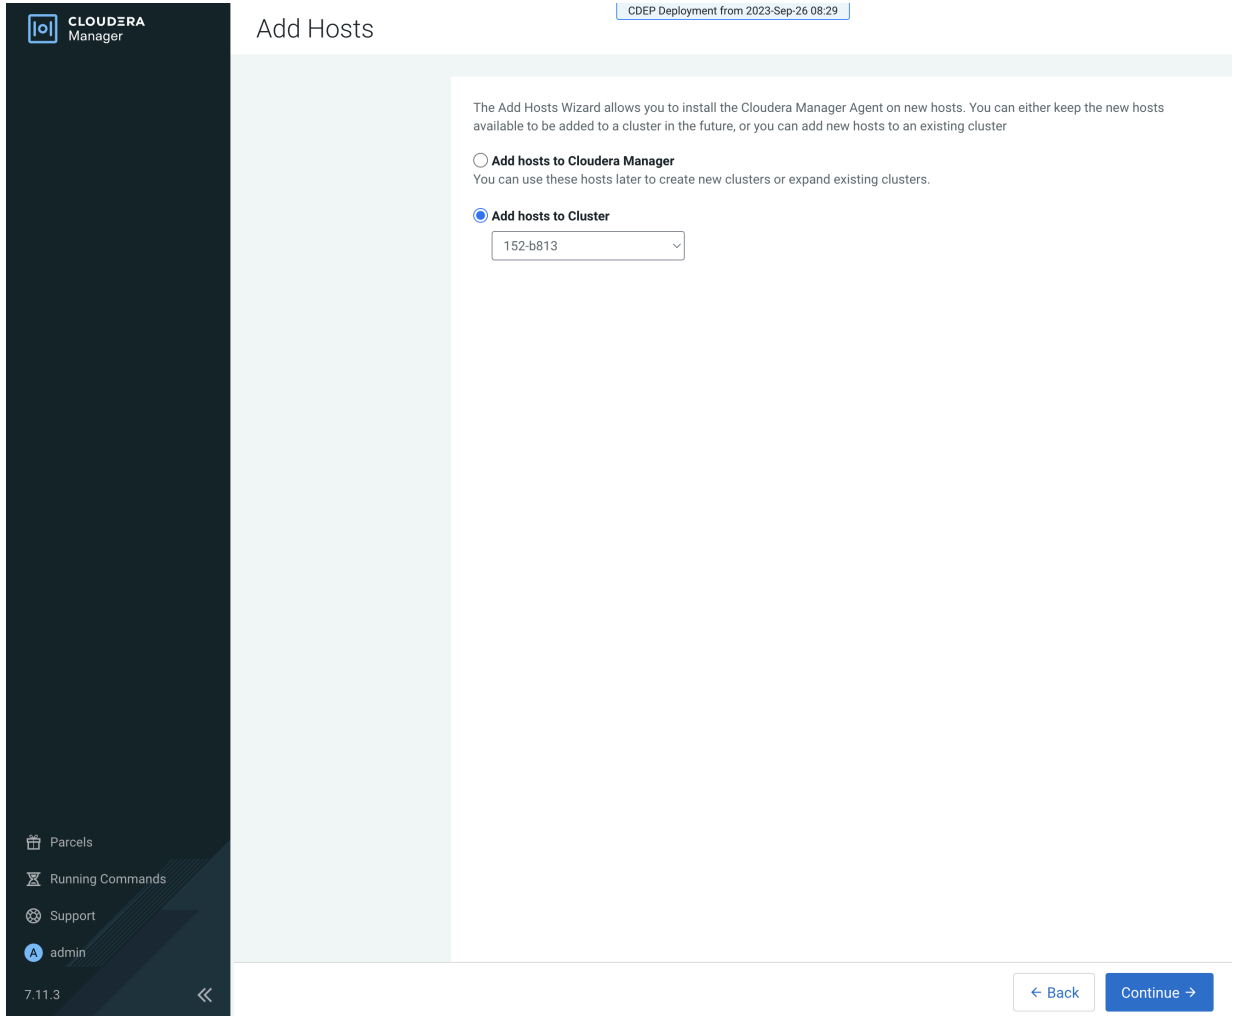 CLOUDERA
Manager
Add Hosts
CDEP Deployment from 2023-Sep-26 08:29
The Add Hosts Wizard allows you to install the Cloudera Manager Agent on new hosts. You can either keep the new hosts
available to be added to a cluster in the future, or you can add new hosts to an existing cluster
Add hosts to Cloudera Manager
You can use these hosts later to create new clusters or expand existing clusters.
Add hosts to Cluster
152-b813
Parcels
Running Commands
Support
A admin
7.11.3
← Back
Continue →